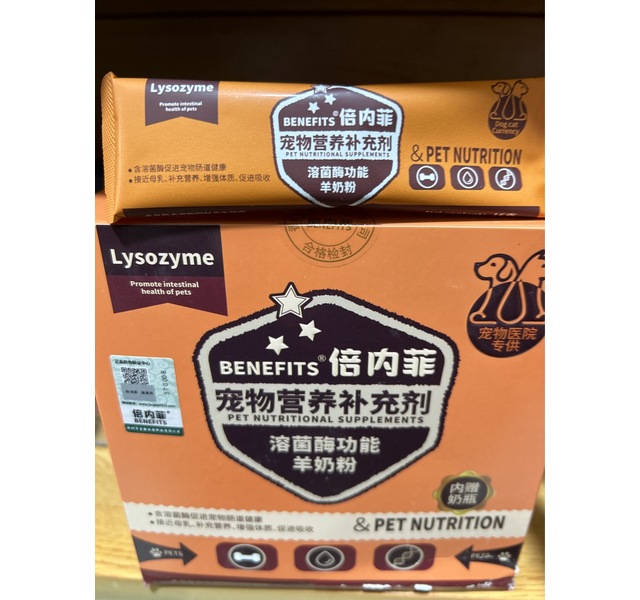 Lysozyme
Promote intestinal
health of pets
BENEFITS®倍内菲
宠物营养补充剂
PET NUTRITIONAL SUPPLEMENTS
溶菌酶功能
羊奶粉
Dog cat
Currency
& PET NUTRITION
•含溶菌酶促进宠物肠道健康
•接近母乳、补充营养、增强体质、促进吸收
BENEFITS
合格检封
司
Lysozyme
Promote intestinal
health of pets
宠物医院
专供
BENEFITS®倍内菲
宠物营养补充剂
PET NUTRITIONAL SUPPLEMENTS
溶菌酶功能
羊奶粉
倍内菲®
BENEFITS
内赠
奶瓶
•含溶菌酶促进宠物肠道健康
•接近母乳、补充营养、增强体质、促进吸收
& PET NUTRITION
PETS